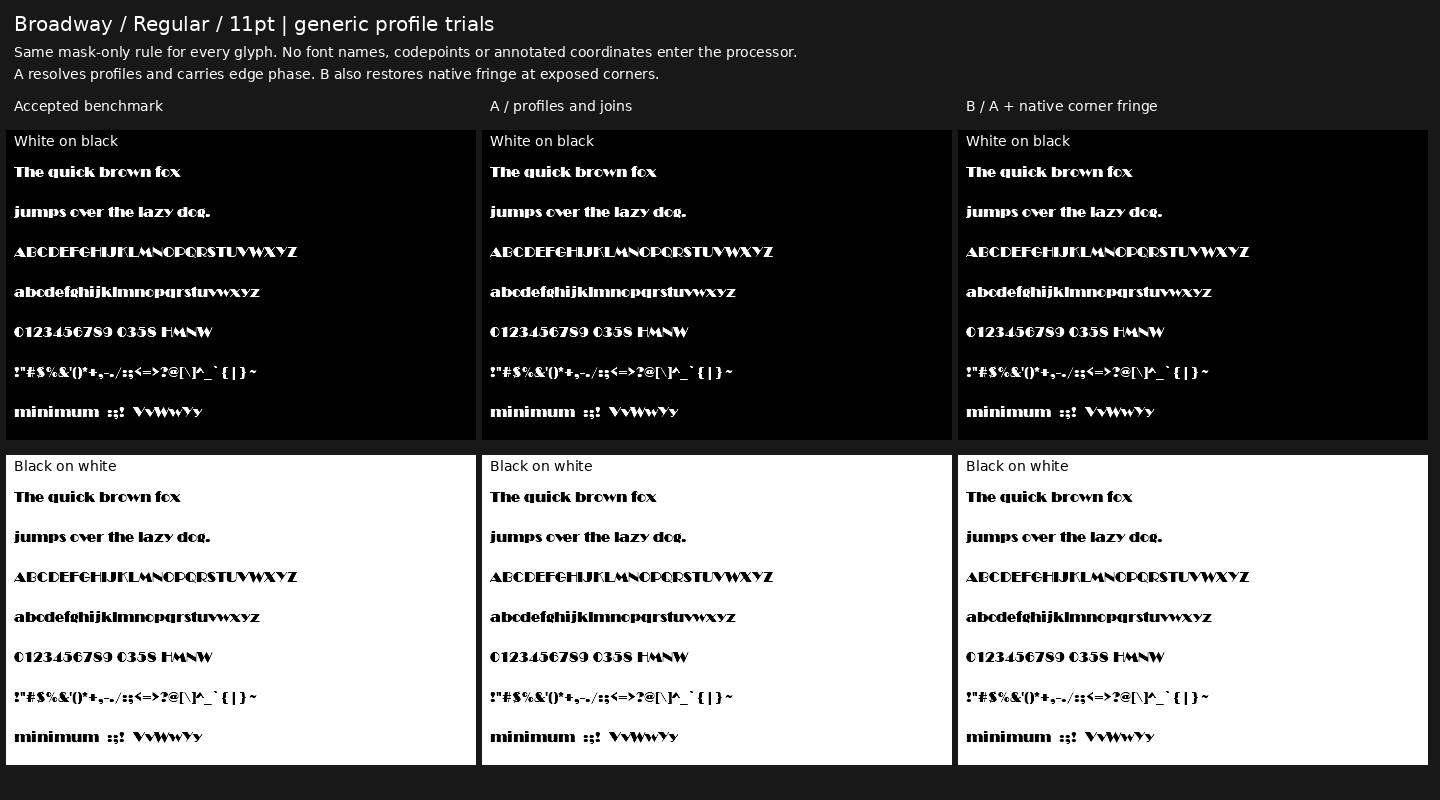 Broadway / Regular / 11pt | generic profile trials
Same mask-only rule for every glyph. No font names, codepoints or annotated coordinates enter the processor.
A resolves profiles and carries edge phase. B also restores native fringe at exposed corners.
Accepted benchmark
White on black
The quick brown fox
jumps over the lazy dog.
ABCDEFGHIJKLMNOPQRSTUVWXYZ
abcdefghijklmnopqrstuvwxyz
0123456789 0358 HMNW
!"#$%&'()*+,-./:;<=>?@[\]^_`{|}~
minimum :;! VvWwYy
Black on white
The quick brown fox
jumps over the lazy dog.
ABCDEFGHIJKLMNOPQRSTUVWXYZ
abcdefghijklmnopqrstuvwxyz
0123456789 0358 HMNW
!"#$%&'()*+,-./:;<=>?@[\]^_`{|}~
minimum :;! VvWwYy
A / profiles and joins
White on black
The quick brown fox
jumps over the lazy dog.
ABCDEFGHIJKLMNOPQRSTUVWXYZ
abcdefghijklmnopqrstuvwxyz
0123456789 0358 HMNW
!"#$%&'()*+,-./:;<=>?@[\]^_`{|}~
minimum :;! VvWwYy
Black on white
The quick brown fox
jumps over the lazy dog.
ABCDEFGHIJKLMNOPQRSTUVWXYZ
abcdefghijklmnopqrstuvwxyz
0123456789 0358 HMNW
!"#$%&'()*+,-./:;<=>?@[\]^_`{|}~
minimum :;! VvWwYy
B / A + native corner fringe
White on black
The quick brown fox
jumps over the lazy dog.
ABCDEFGHIJKLMNOPQRSTUVWXYZ
abcdefghijklmnopqrstuvwxyz
0123456789 0358 HMNW
!"#$%&'()*+,-./:;<=>?@[\]^_`{|}~
minimum :;! VvWwYy
Black on white
The quick brown fox
jumps over the lazy dog.
ABCDEFGHIJKLMNOPQRSTUVWXYZ
abcdefghijklmnopqrstuvwxyz
0123456789 0358 HMNW
!"#$%&'()*+,-./:;<=>?@[\]^_`{|}~
minimum :;! VvWwYy